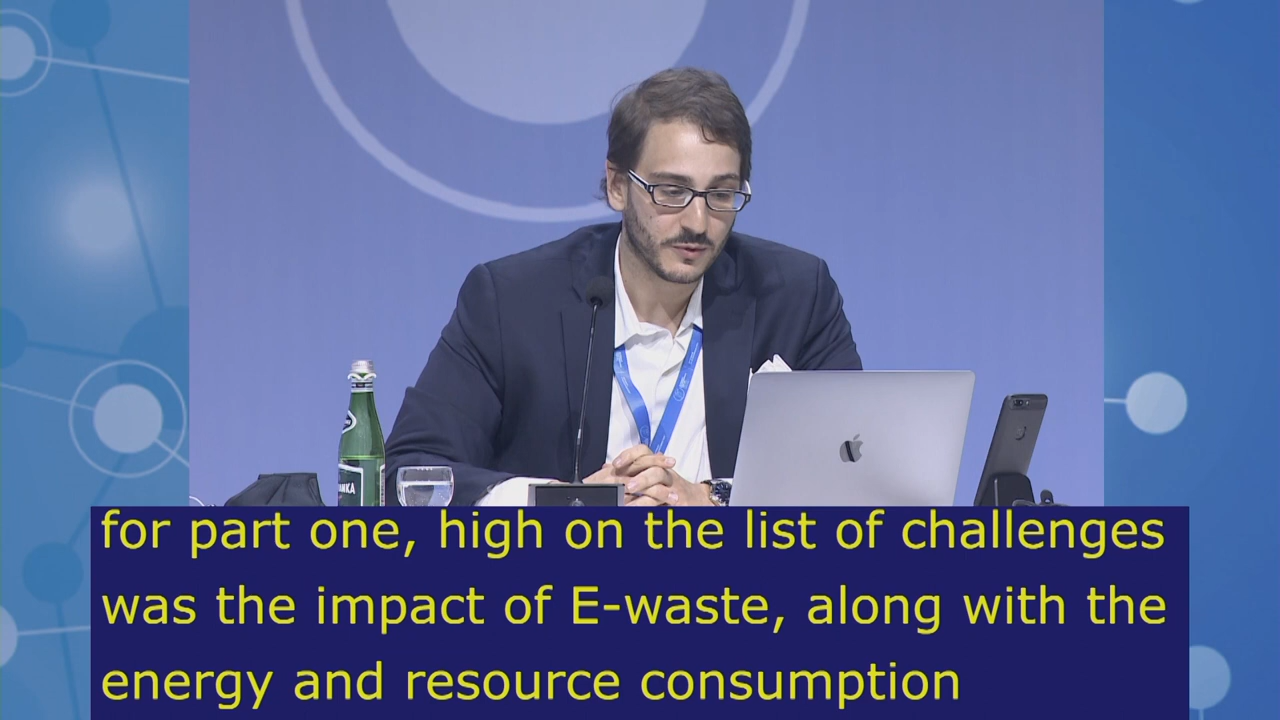 NKA
for part one, high on the list of challenges
was the impact of E-waste, along with the
energy and resource consumption